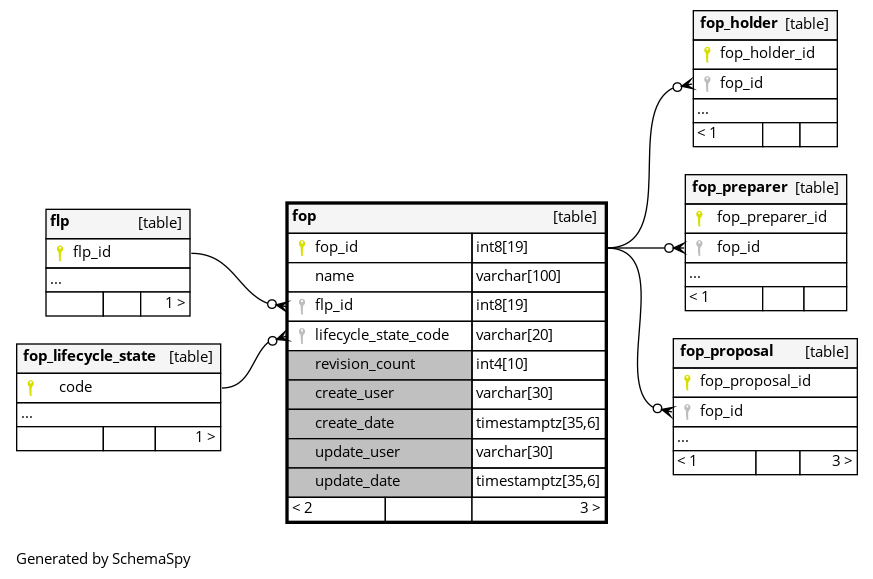 fop_holder [table]
fop_holder_id
fop_id
...
< 1
fop_preparer [table]
fop_preparer_id
fop_id
...
< 1
fop_proposal [table]
fop_proposal_id
fop_id
...
< 1 3 >
flp [table]
flp_id
...
1 >
fop_lifecycle_state [table]
code
...
1 >
fop [table]
fop_id int8[19]
name varchar[100]
flp_id int8[19]
lifecycle_state_code varchar[20]
revision_count int4[10]
create_user varchar[30]
create_date timestamptz[35,6]
update_user varchar[30]
update_date timestamptz[35,6]
< 2 3 >
Generated by SchemaSpy